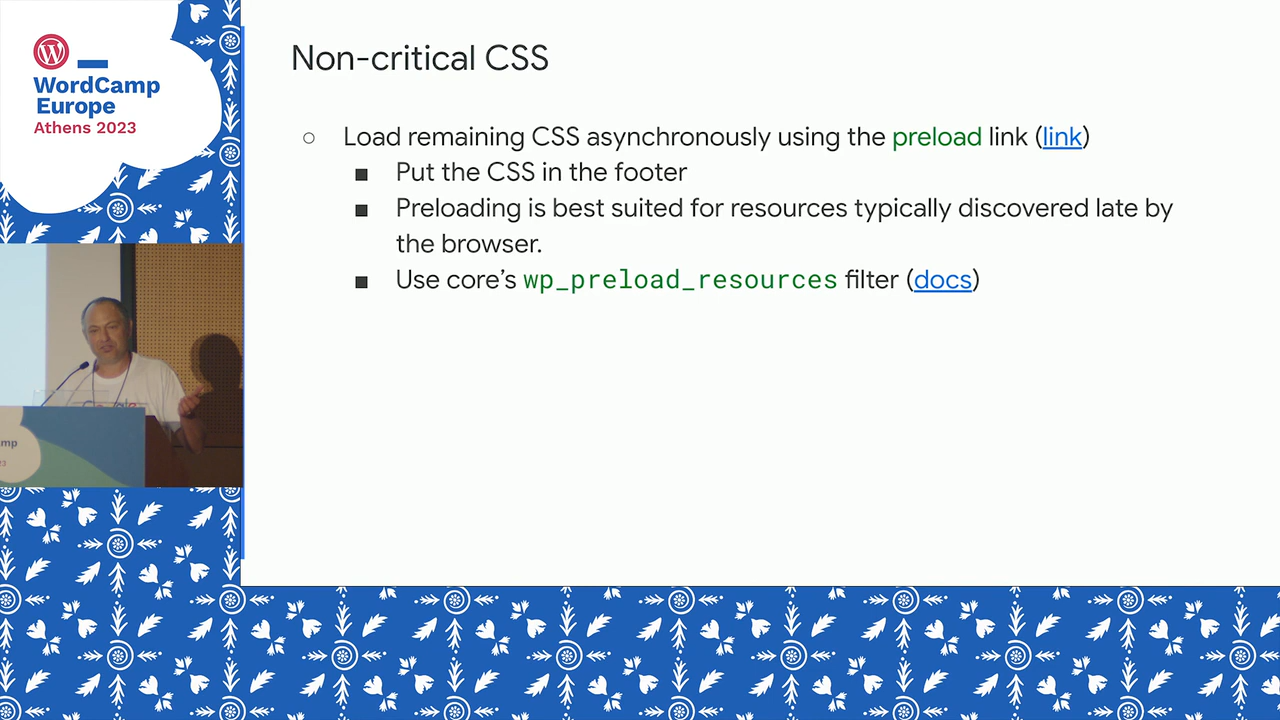 WordCamp
Europe
Athens 2023
Non-critical CSS
○ Load remaining CSS asynchronously using the preload link (link)
■ Put the CSS in the footer
■ Preloading is best suited for resources typically discovered late by
the browser.
■ Use core’s wp_preload_resources filter (docs)